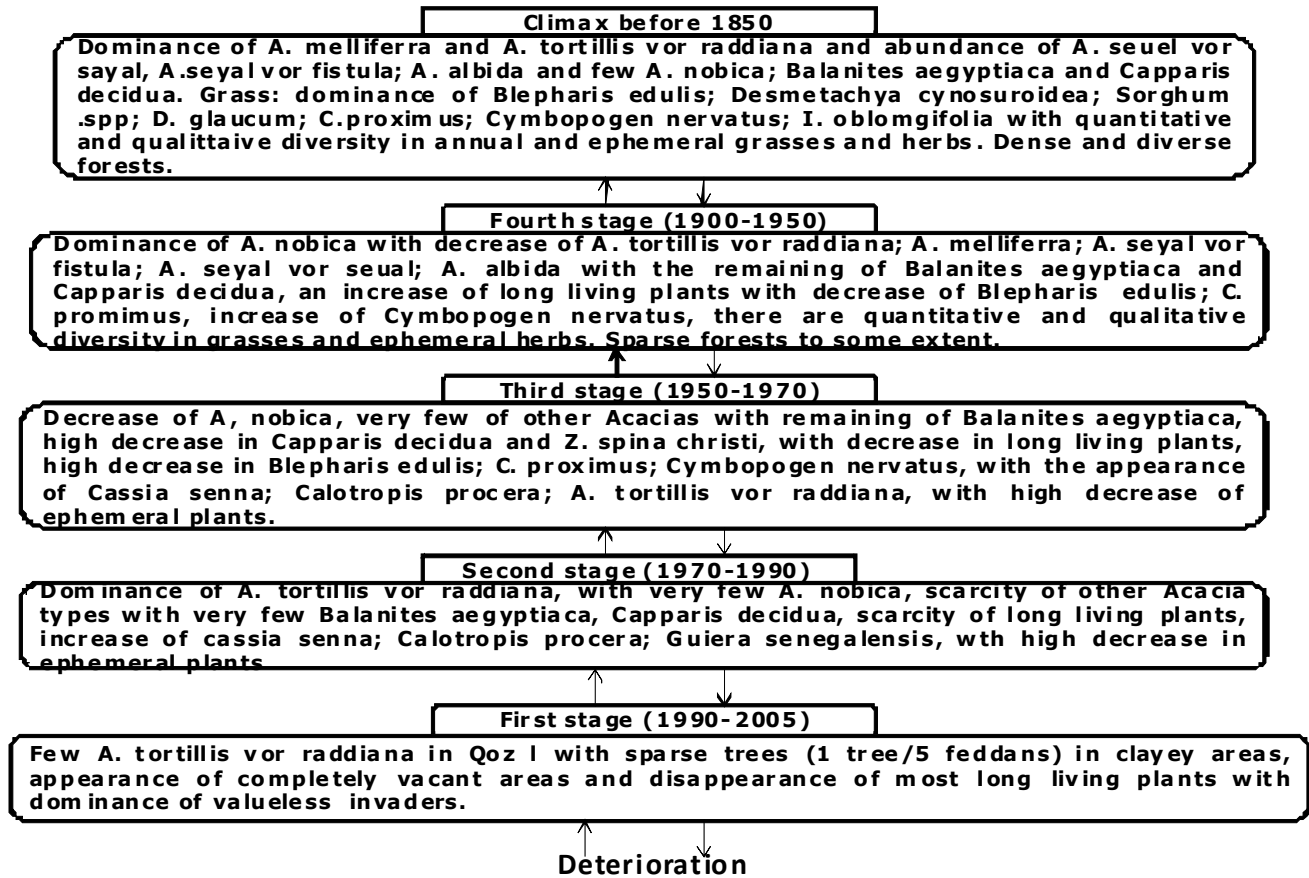 Climax before 1850
Dominance of A. melliferra and A. tortillis vor raddiana and abundance of A. seuel vor
sayal, A.seyal vor fistula; A. albida and few A. nobica; Balanites aegyptiaca and Capparis
decidua. Grass: dominance of Blepharis edulis; Desmetachya cynosuroidea; Sorghum
.spp; D. glaucum; C.proximus; Cymbopogen nervatus; I. oblomgifolia with quantitative
and qualittaive diversity in annual and ephemeral grasses and herbs. Dense and diverse
forests.
Fourth stage (1900-1950)
Dominance of A. nobica with decrease of A. tortillis vor raddiana; A. melliferra; A. seyal vor
fistula; A. seyal vor seual; A. albida with the remaining of Balanites aegyptiaca and
Capparis decidua, an increase of long living plants with decrease of Blepharis edulis; C.
promimus, increase of Cymbopogen nervatus, there are quantitative and qualitative
diversity in grasses and ephemeral herbs. Sparse forests to some extent.
Third stage (1950-1970)
Decrease of A, nobica, very few of other Acacias with remaining of Balanites aegyptiaca,
high decrease in Capparis decidua and Z. spina christi, with decrease in long living plants,
high decrease in Blepharis edulis; C. proximus; Cymbopogen nervatus, with the appearance
of Cassia senna; Calotropis procera; A. tortillis vor raddiana, with high decrease of
ephemeral plants.
Second stage (1970-1990)
Dominance of A. tortillis vor raddiana, with very few A. nobica, scarcity of other Acacia
types with very few Balanites aegyptiaca, Capparis decidua, scarcity of long living plants,
increase of cassia senna; Calotropis procera; Guiera senegalensis, wth high decrease in
ephemeral plants
First stage (1990-2005)
Few A. tortillis vor raddiana in Qoz l with sparse trees (1 tree/5 feddans) in clayey areas,
appearance of completely vacant areas and disappearance of most long living plants with
dominance of valueless invaders.
Deterioration